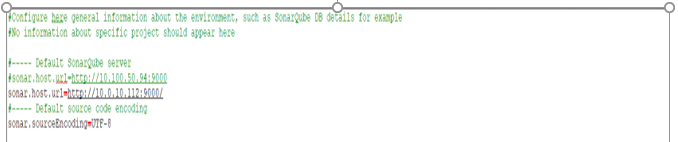 #Configure here general information about the environment, such as SonarQube DB details for example
#No information about specific project should appear here
#----- Default SonarQube server
#sonar.host.url=http://10.100.50.94:9000
sonar.host.url=http://10.0.10.112:9000/
#----- Default source code encoding
sonar.sourceEncoding=UTF-8